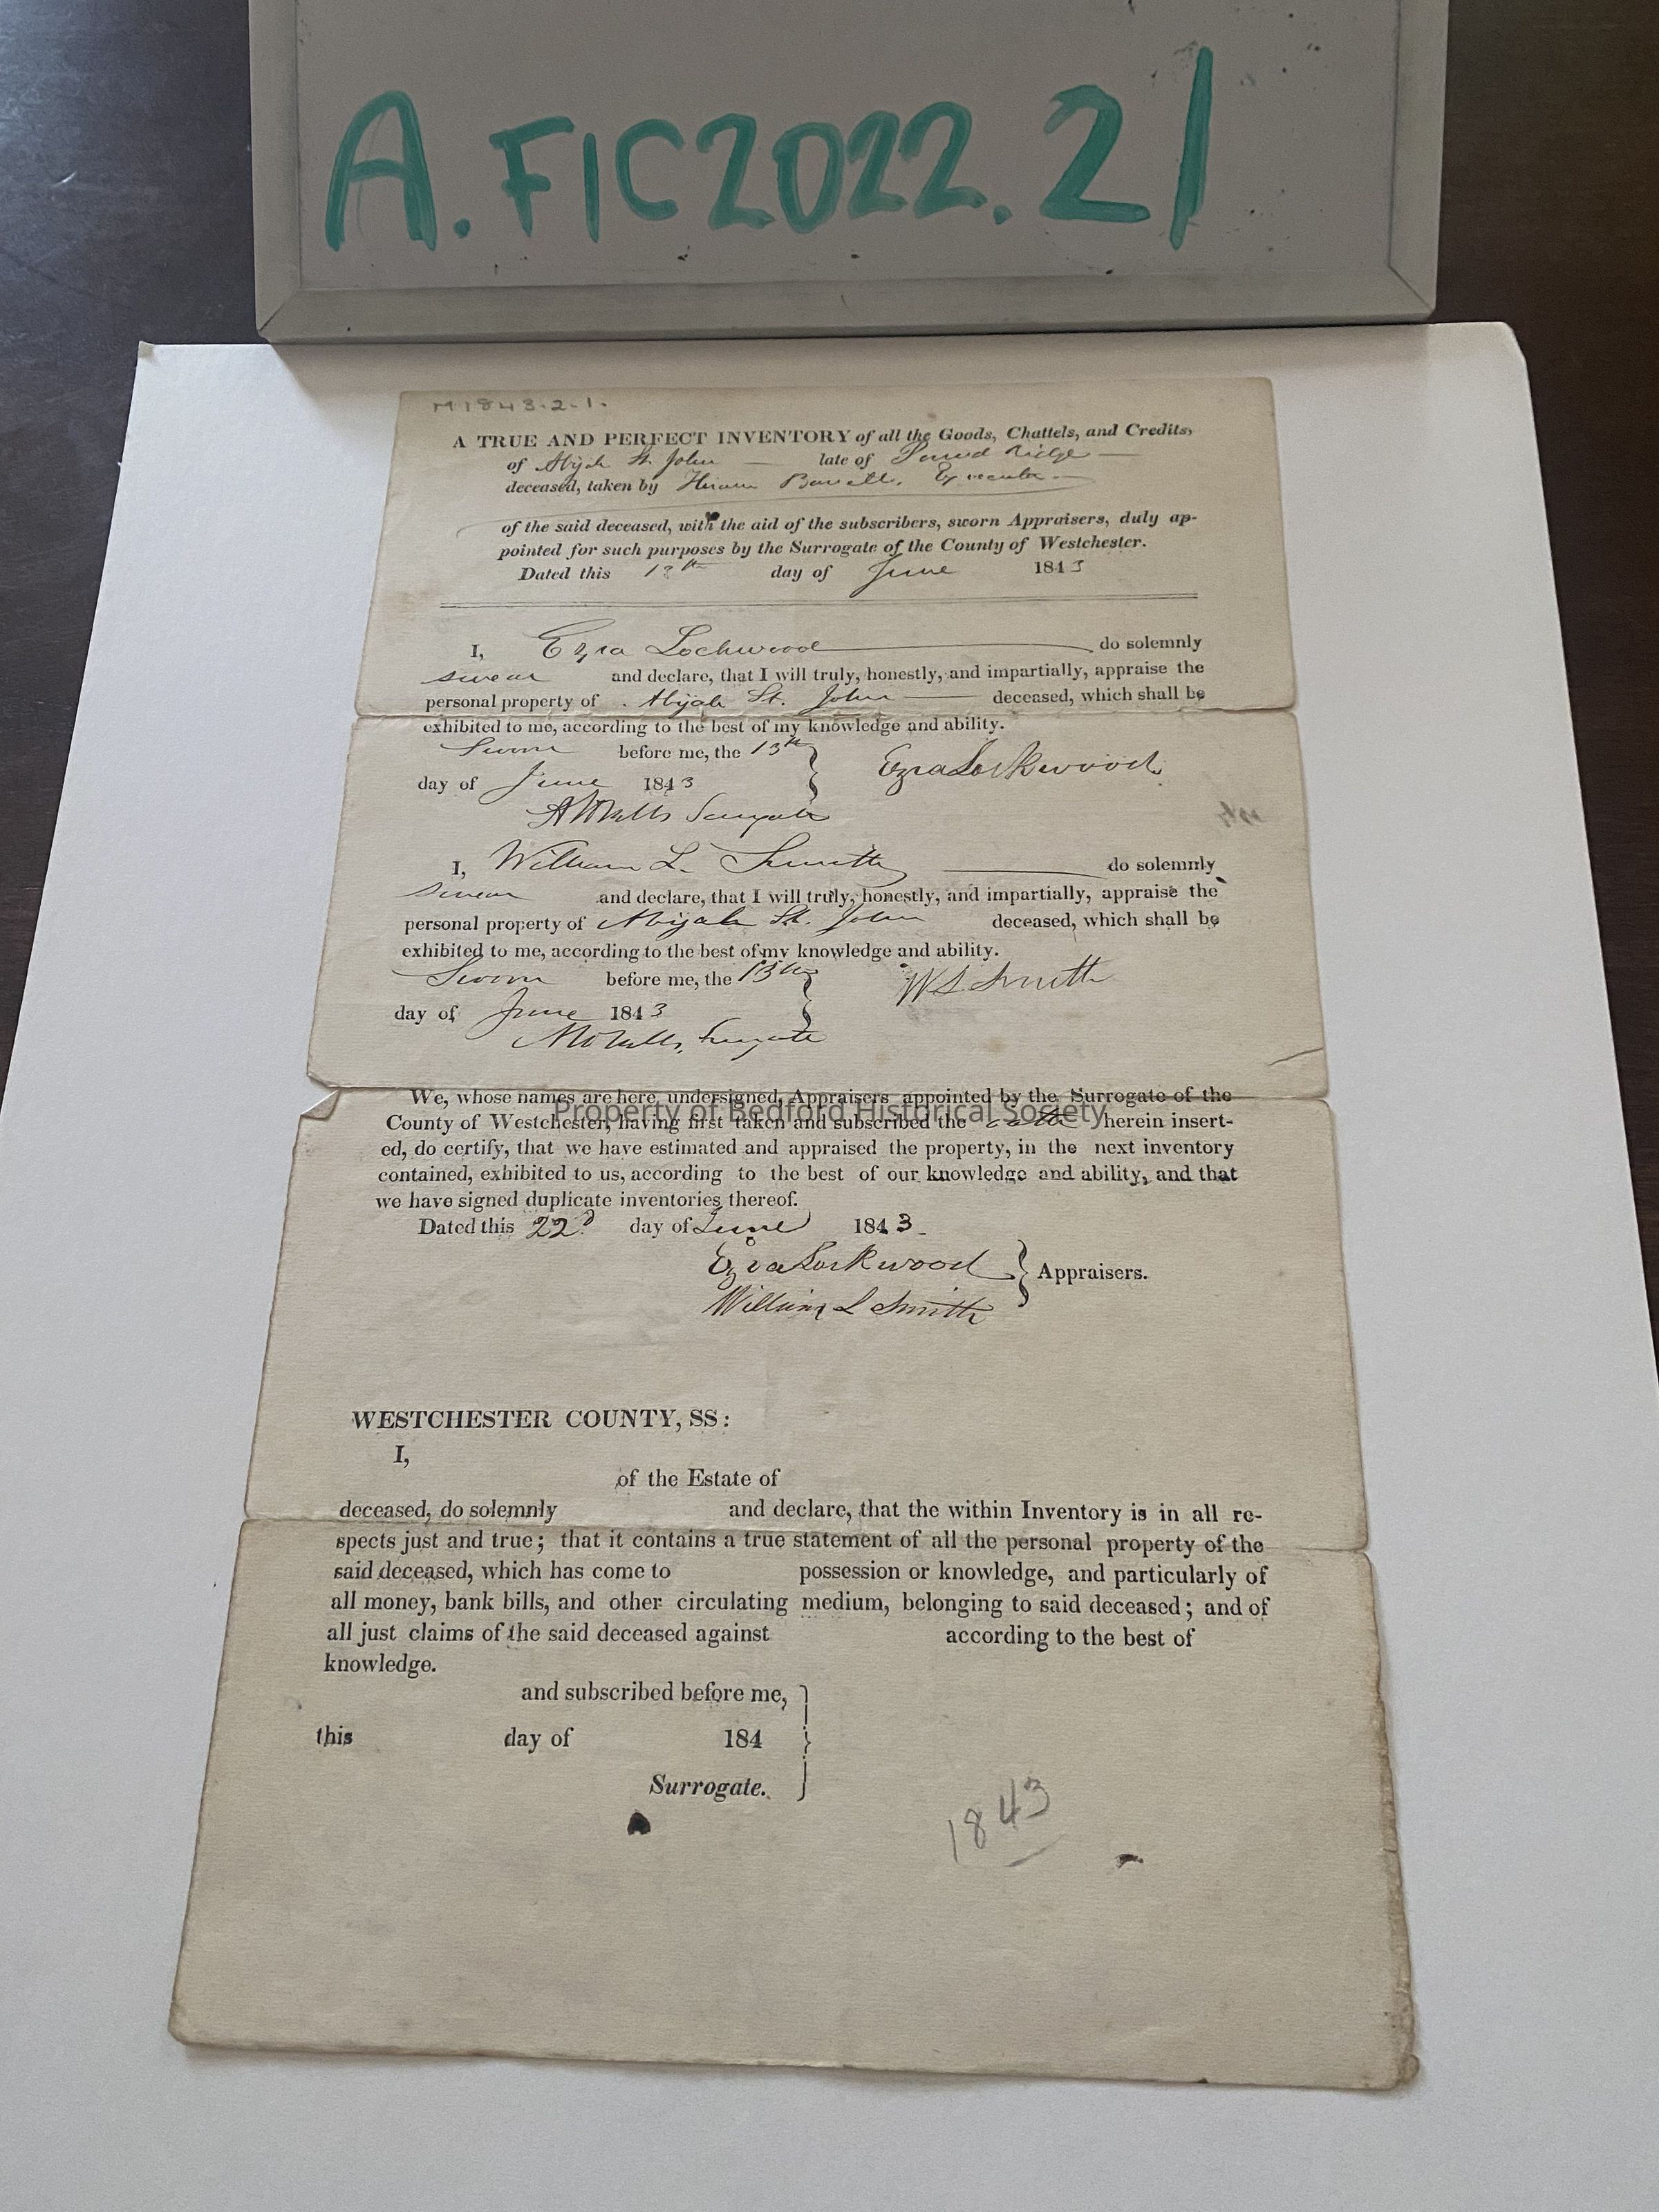 A.FIC2022.21
M1843.2.1.
A TRUE AND PERFECT INVENTORY of all the Goods, Chattels, and Credits,
of Abijah St. John late of Pound Ridge
deceased, taken by Hiram Executor
of the said deceased, with the aid of the subscribers, sworn Appraisers, duly ap-
pointed for such purposes by the Surrogate of the County of Westchester.
Dated this 13th day of June 1843
I, Ezra Lockwood do solemnly
swear and declare, that I will truly, honestly, and impartially, appraise the
personal property of Abijah St. John deceased, which shall be
exhibited to me, according to the best of my knowledge and ability.
Sworn before me, the 13th
Ezra Lockwood
day of June 1843
Surrogate
I, William L. Smith do solemnly
swear and declare, that I will truly, honestly, and impartially, appraise the
personal property of Abijah St. John deceased, which shall be
exhibited to me, according to the best of my knowledge and ability.
Sworn before me, the 13th
W L Smith
day of June 1843
Surrogate
We, whose names are here undersigned, Appraisers appointed by the Surrogate of the
Property of Bedford Historical Society
County of Westchester, having first taken and subscribed the oaths herein insert-
ed, do certify, that we have estimated and appraised the property, in the next inventory
contained, exhibited to us, according to the best of our knowledge and ability, and that
we have signed duplicate inventories thereof.
Dated this 22d day of June 1843
Ezra Lockwood
Appraisers.
William L Smith
WESTCHESTER COUNTY, SS:
I,
of the Estate of
deceased, do solemnly and declare, that the within Inventory is in all re-
spects just and true; that it contains a true statement of all the personal property of the
said deceased, which has come to possession or knowledge, and particularly of
all money, bank bills, and other circulating medium, belonging to said deceased; and of
all just claims of the said deceased against according to the best of
knowledge.
and subscribed before me,
this day of 184
Surrogate.
1843